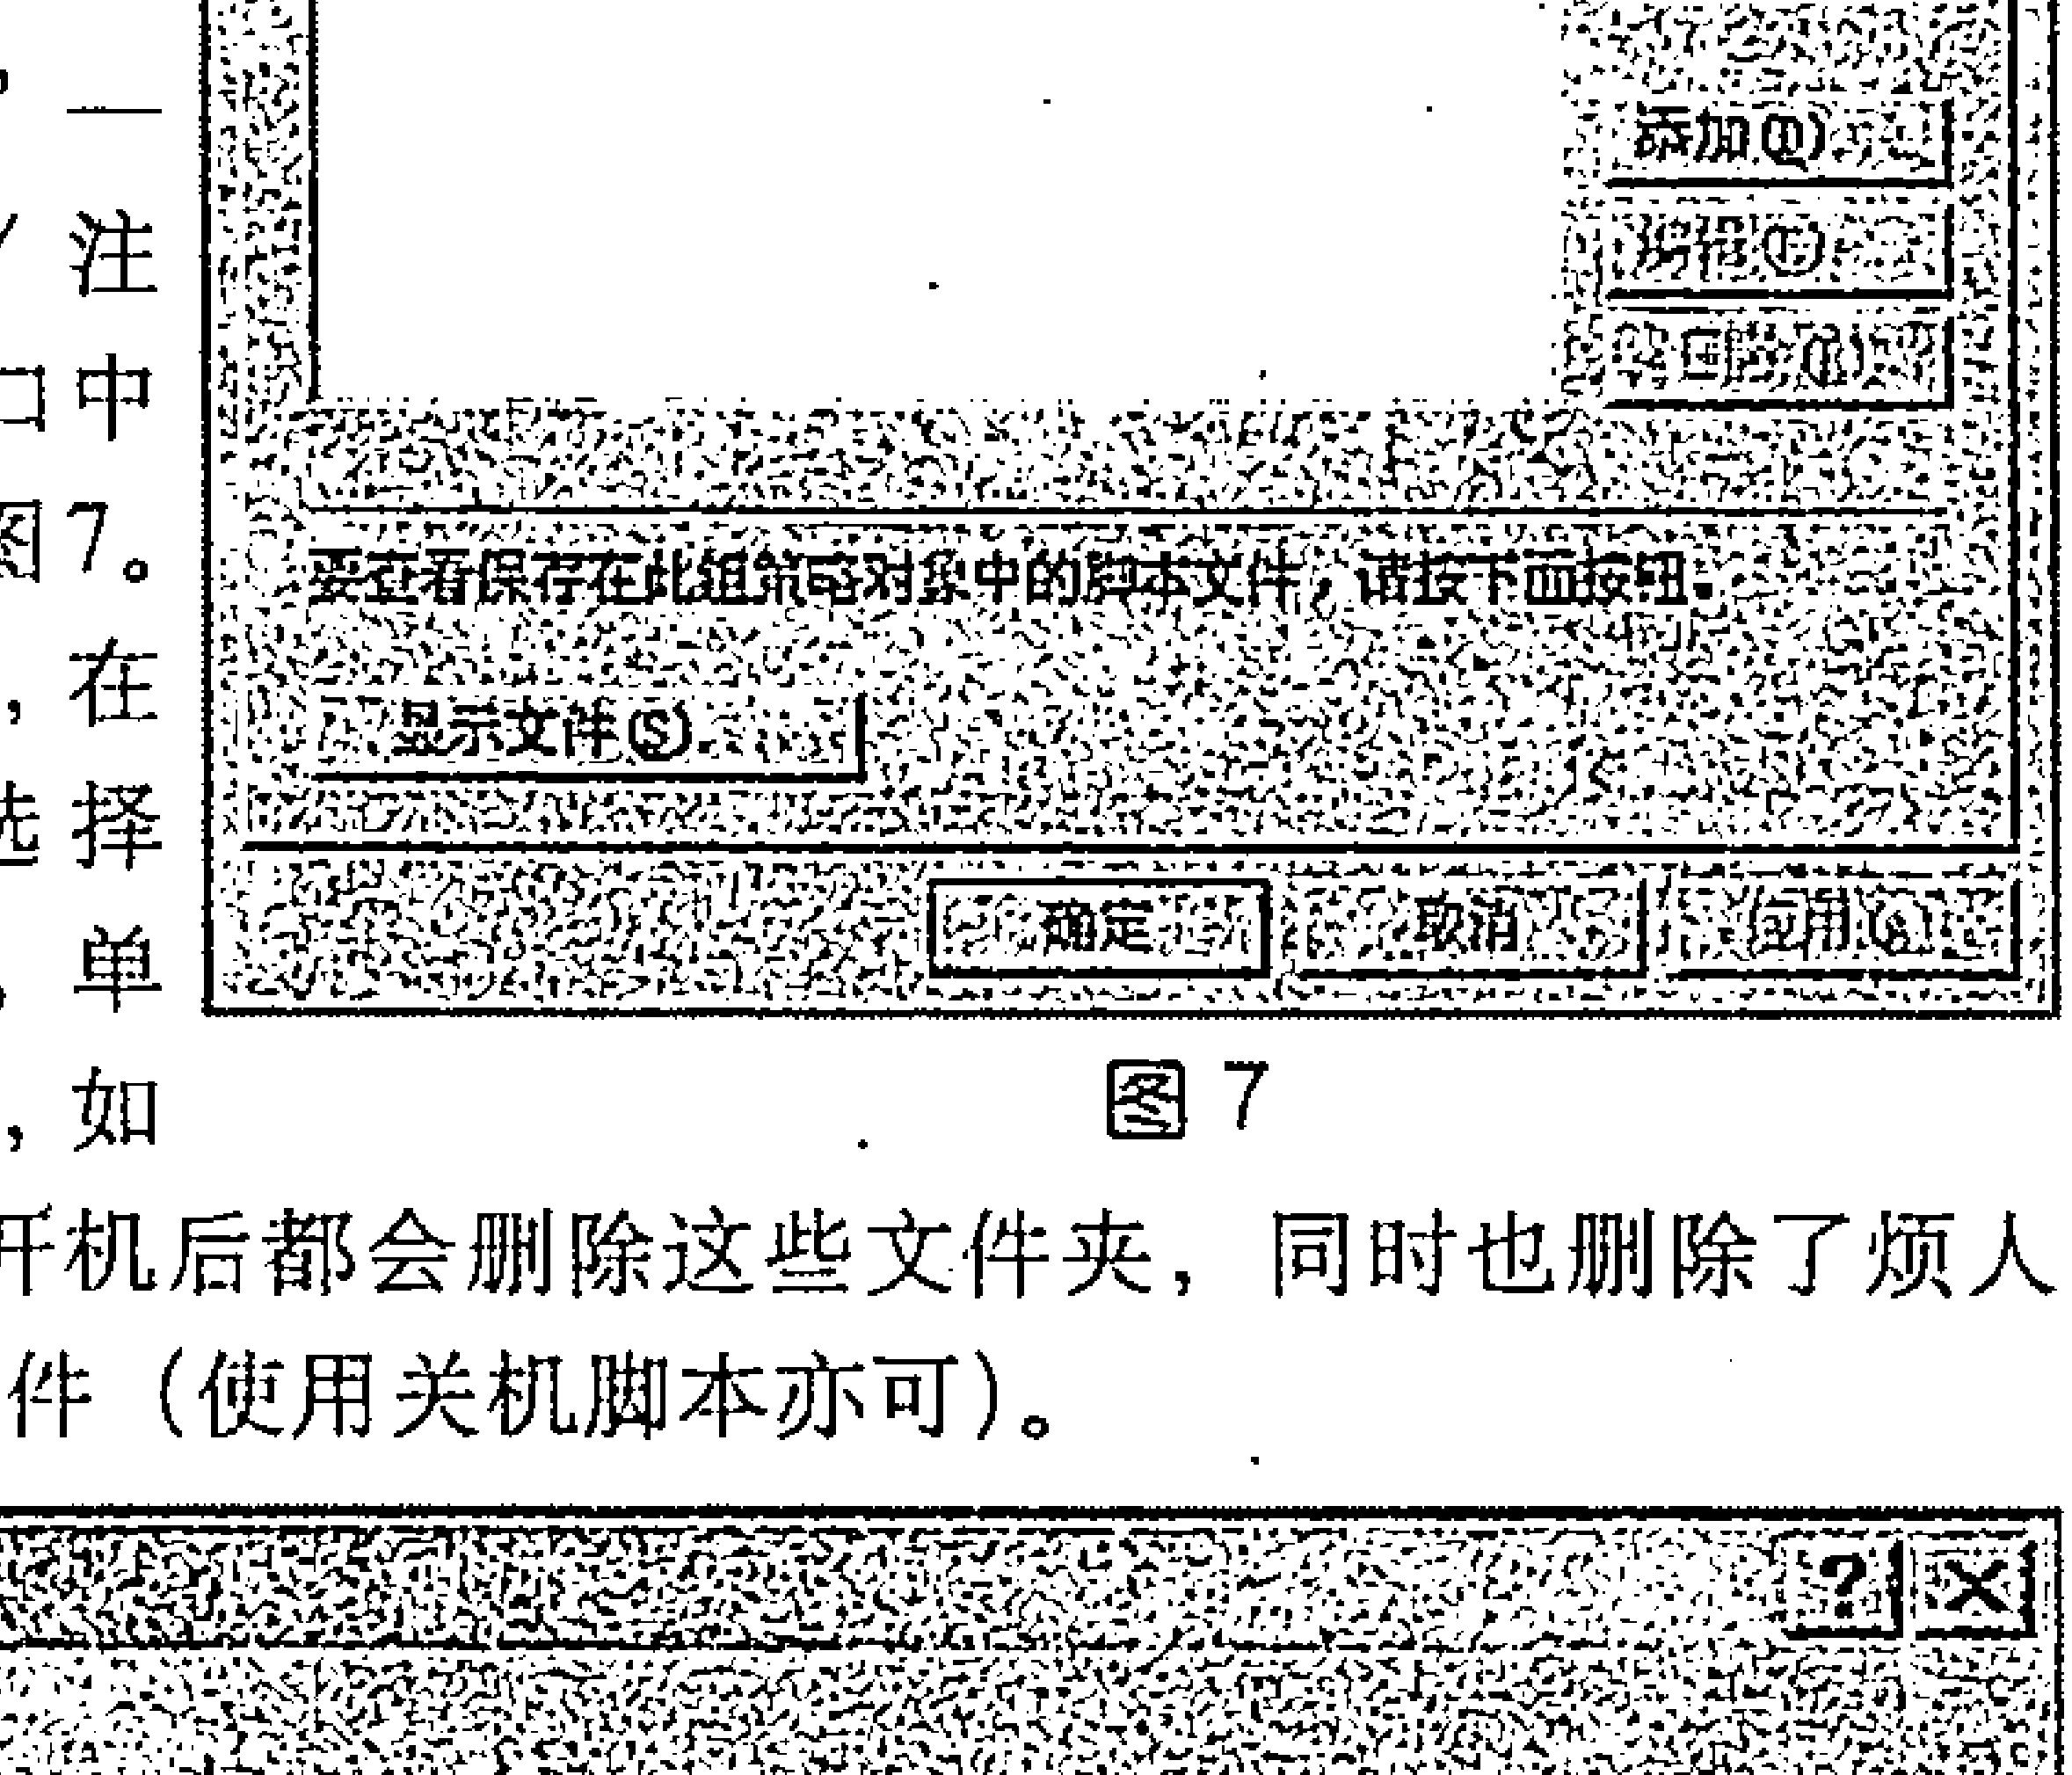 —
注
中
图7。
，在
选择
，单
，如
添加(D)
编辑(E)
要查看保存在此组策略对象中的脚本文件，请按下面按钮。
显示文件(S)
确定 取消 应用(A)
图 7
开机后都会删除这些文件夹，同时也删除了烦人
件（使用关机脚本亦可）。